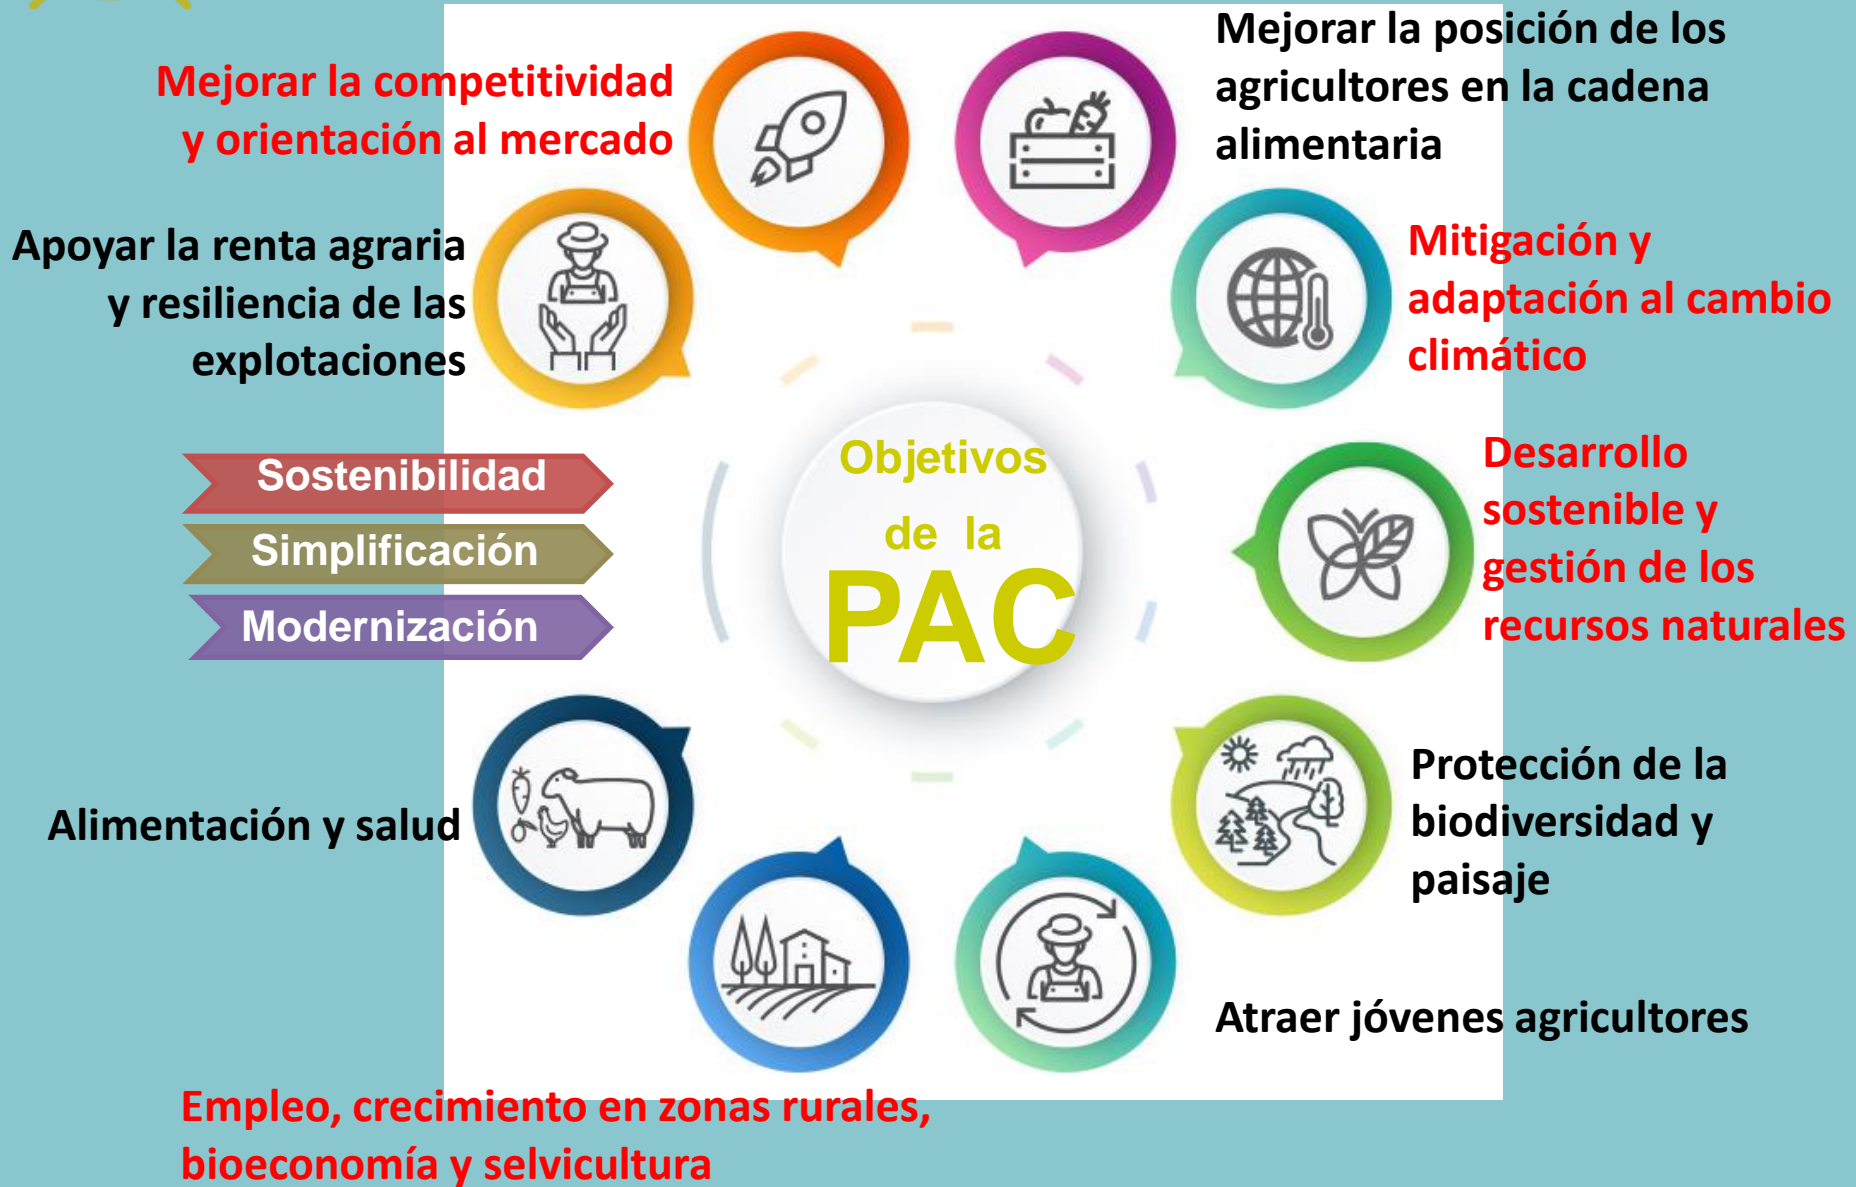 Mejorar la competitividad
y orientación al mercado
Mejorar la posición de los
agricultores en la cadena
alimentaria
Apoyar la renta agraria
y resiliencia de las
explotaciones
Mitigación y
adaptación al cambio
climático
Sostenibilidad
Simplificación
Modernización
Objetivos
de la
PAC
Desarrollo
sostenible y
gestión de los
recursos naturales
Alimentación y salud
Protección de la
biodiversidad y
paisaje
Atraer jóvenes agricultores
Empleo, crecimiento en zonas rurales,
bioeconomía y selvicultura